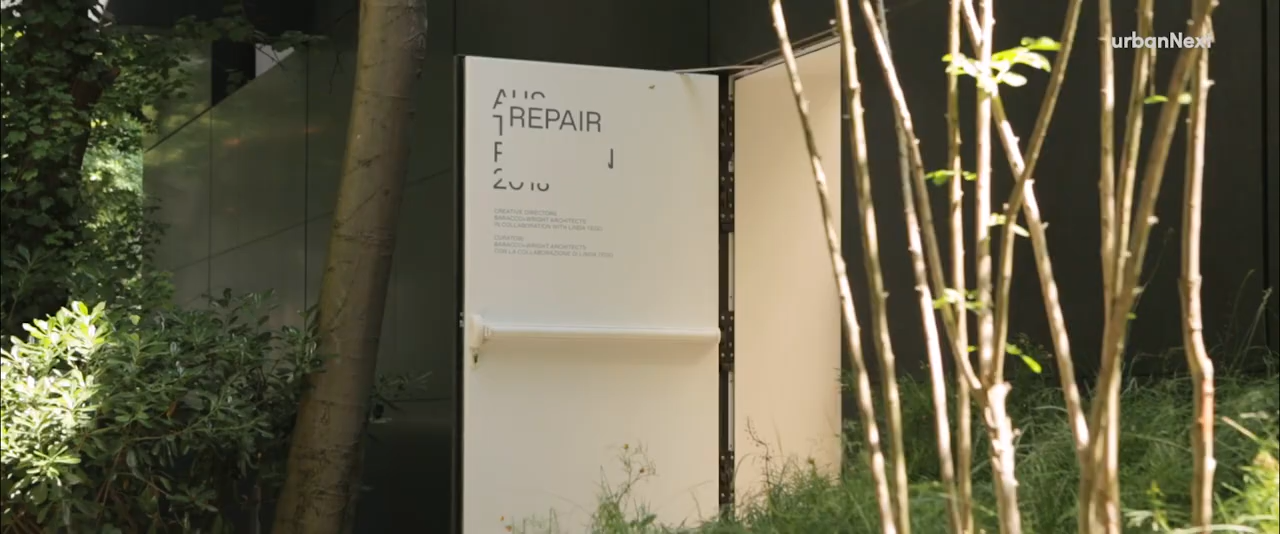 urbanNext
REPAIR
2018
CREATIVE DIRECTORS
BARACCO+WRIGHT ARCHITECTS
IN COLLABORATION WITH LINDA TEGG
CURATORI
BARACCO+WRIGHT ARCHITECTS
CON LA COLLABORAZIONE DI LINDA TEGG